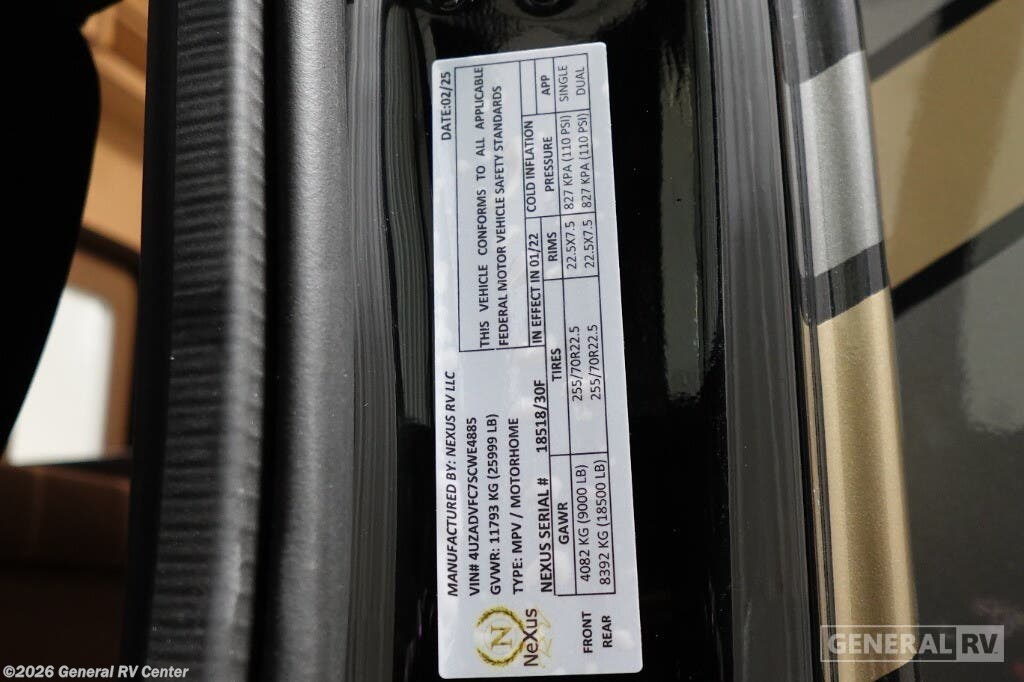 MANUFACTURED BY: NEXUS RV LLC
DATE:02/25
VIN# 4UZADVFC7SCWE4885
GVWR: 11793 KG (25999 LB)
TYPE: MPV / MOTORHOME
THIS VEHICLE CONFORMS TO ALL APPLICABLE
FEDERAL MOTOR VEHICLE SAFETY STANDARDS
IN EFFECT IN 01/22
NEXUS SERIAL # 18518/30F
COLD INFLATION
GAWR TIRES RIMS PRESSURE APP
FRONT 4082 KG (9000 LB) 255/70R22.5 22.5X7.5 827 KPA (110 PSI) SINGLE
REAR 8392 KG (18500 LB) 255/70R22.5 22.5X7.5 827 KPA (110 PSI) DUAL
N
NeXus
RV
GENERAL RV
©2026 General RV Center